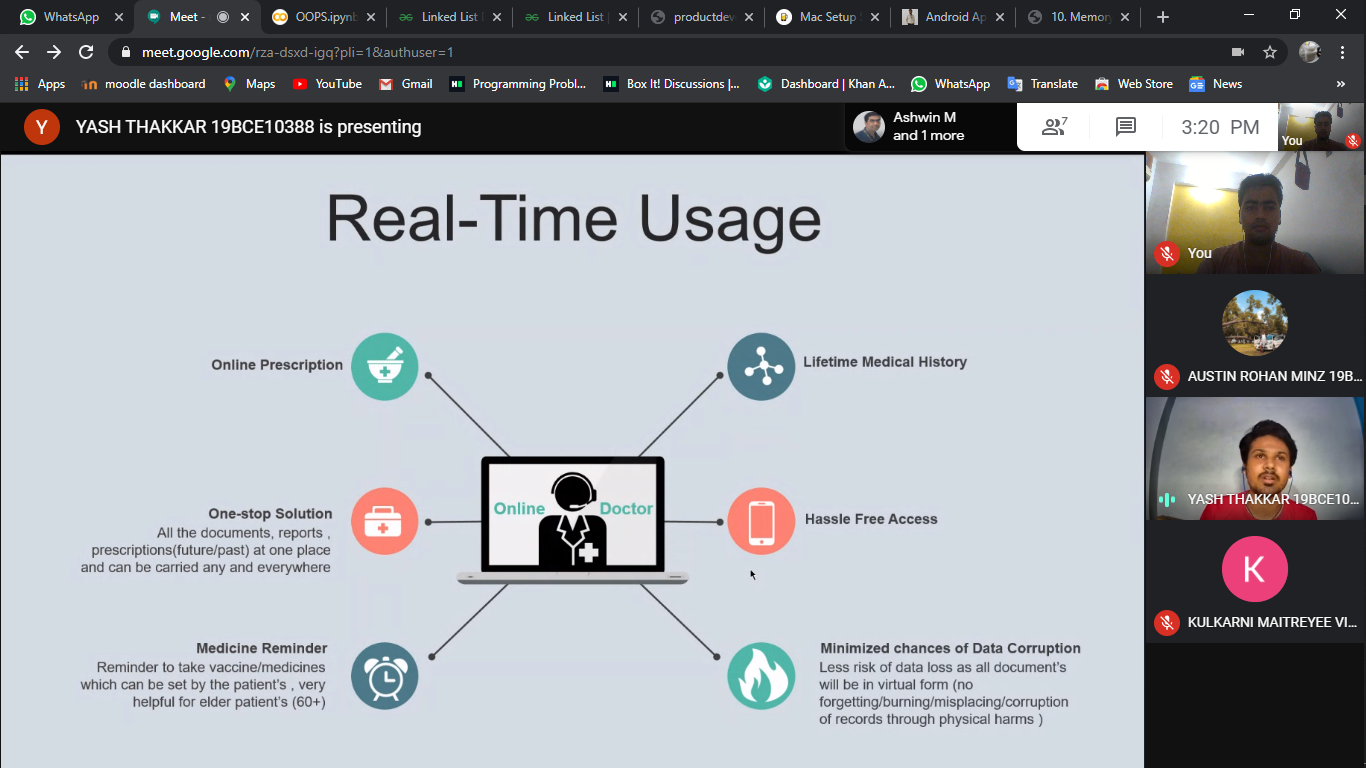 WhatsApp
Meet -
OOPS.ipynb
Linked List
Linked List
productdev
Mac Setup
Android Ap
10. Memory
meet.google.com/rza-dsxd-igq?pli=1&authuser=1
Apps
moodle dashboard
Maps
YouTube
Gmail
Programming Probl...
Box It! Discussions |...
Dashboard | Khan A...
WhatsApp
Translate
Web Store
News
»
Y
YASH THAKKAR 19BCE10388 is presenting
Ashwin M
and 1 more
7
3:20 PM
You
Real-Time Usage
Online Prescription
Lifetime Medical History
One-stop Solution
All the documents, reports ,
prescriptions(future/past) at one place
and can be carried any and everywhere
Online Doctor
Hassle Free Access
Medicine Reminder
Reminder to take vaccine/medicines
which can be set by the patient's , very
helpful for elder patient's (60+)
Minimized chances of Data Corruption
Less risk of data loss as all document's
will be in virtual form (no
forgetting/burning/misplacing/corruption
of records through physical harms )
You
AUSTIN ROHAN MINZ 19B...
YASH THAKKAR 19BCE10...
K
KULKARNI MAITREYEE VI...